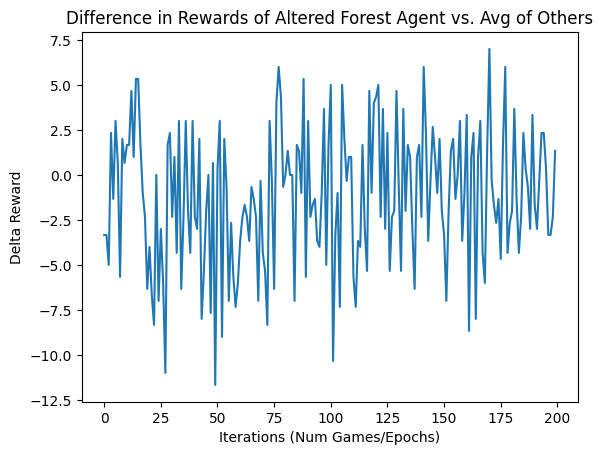 Difference in Rewards of Altered Forest Agent vs. Avg of Others
7.5
5.0
2.5
0.0
−2.5
−5.0
−7.5
−10.0
−12.5
Delta Reward
0 25 50 75 100 125 150 175 200
Iterations (Num Games/Epochs)